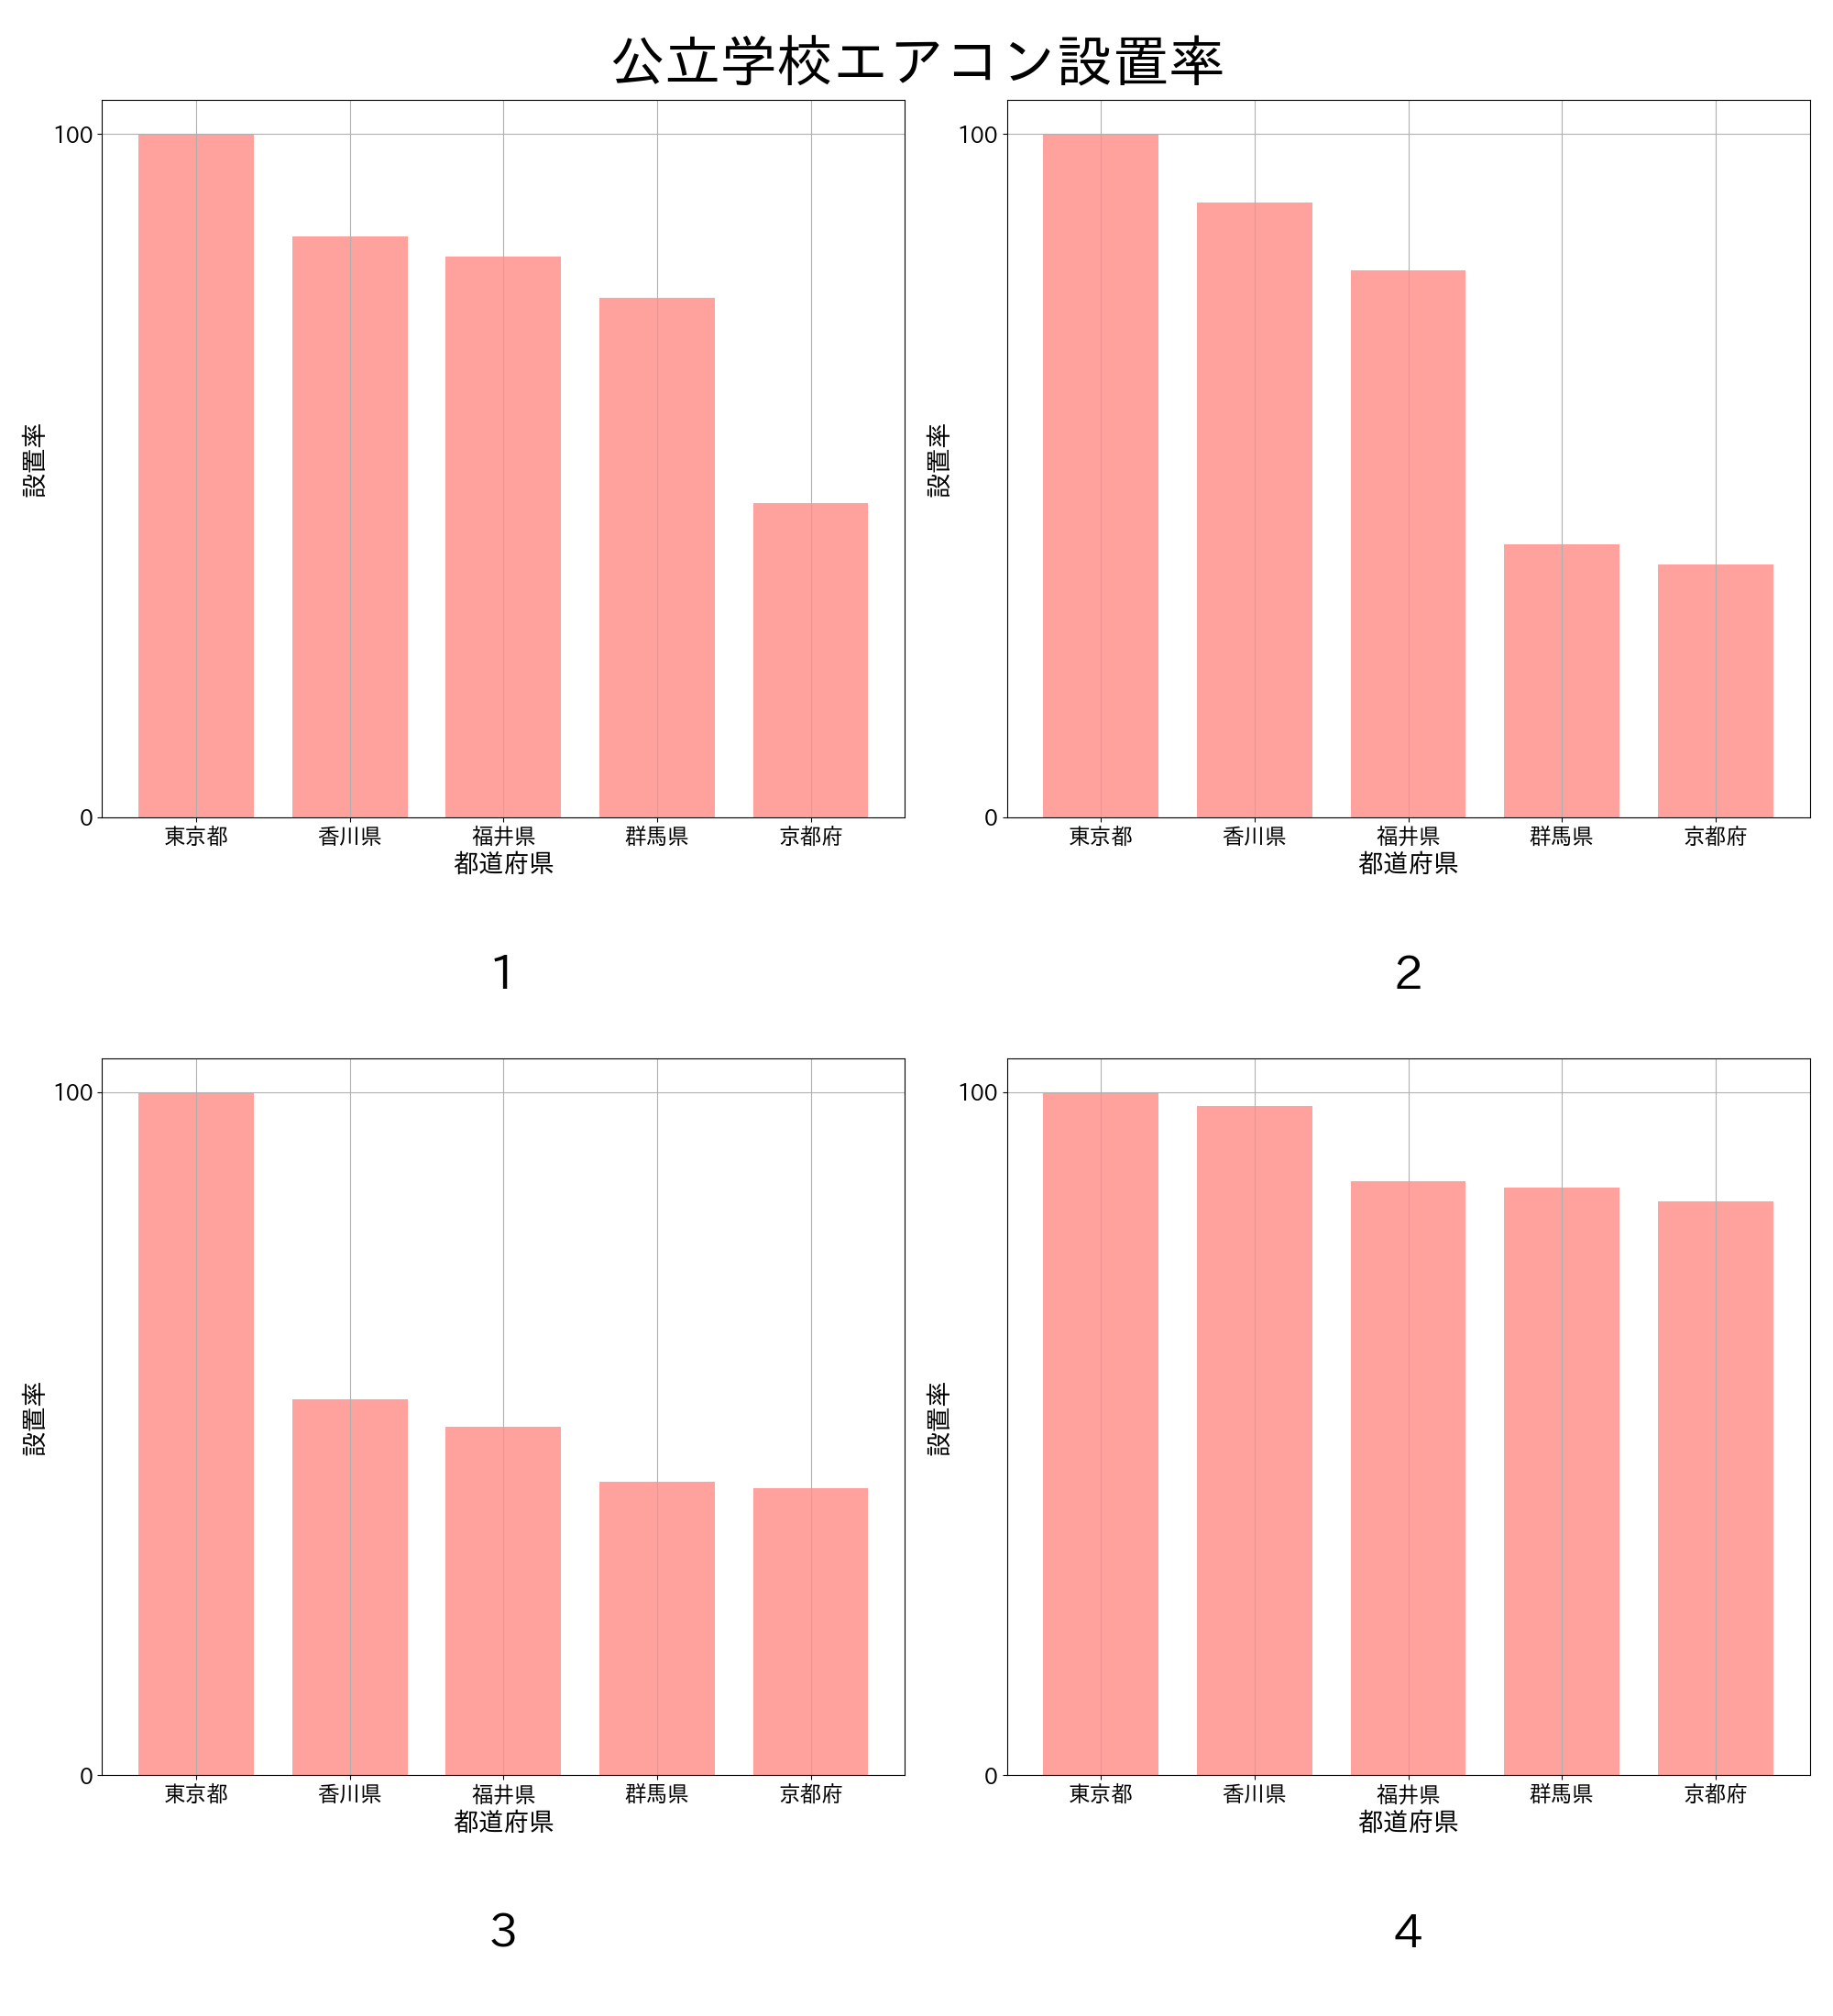 公立学校エアコン設置率
100
0
設置率
東京都 香川県 福井県 群馬県 京都府
都道府県
1
100
0
設置率
東京都 香川県 福井県 群馬県 京都府
都道府県
2
100
0
設置率
東京都 香川県 福井県 群馬県 京都府
都道府県
3
100
0
設置率
東京都 香川県 福井県 群馬県 京都府
都道府県
4